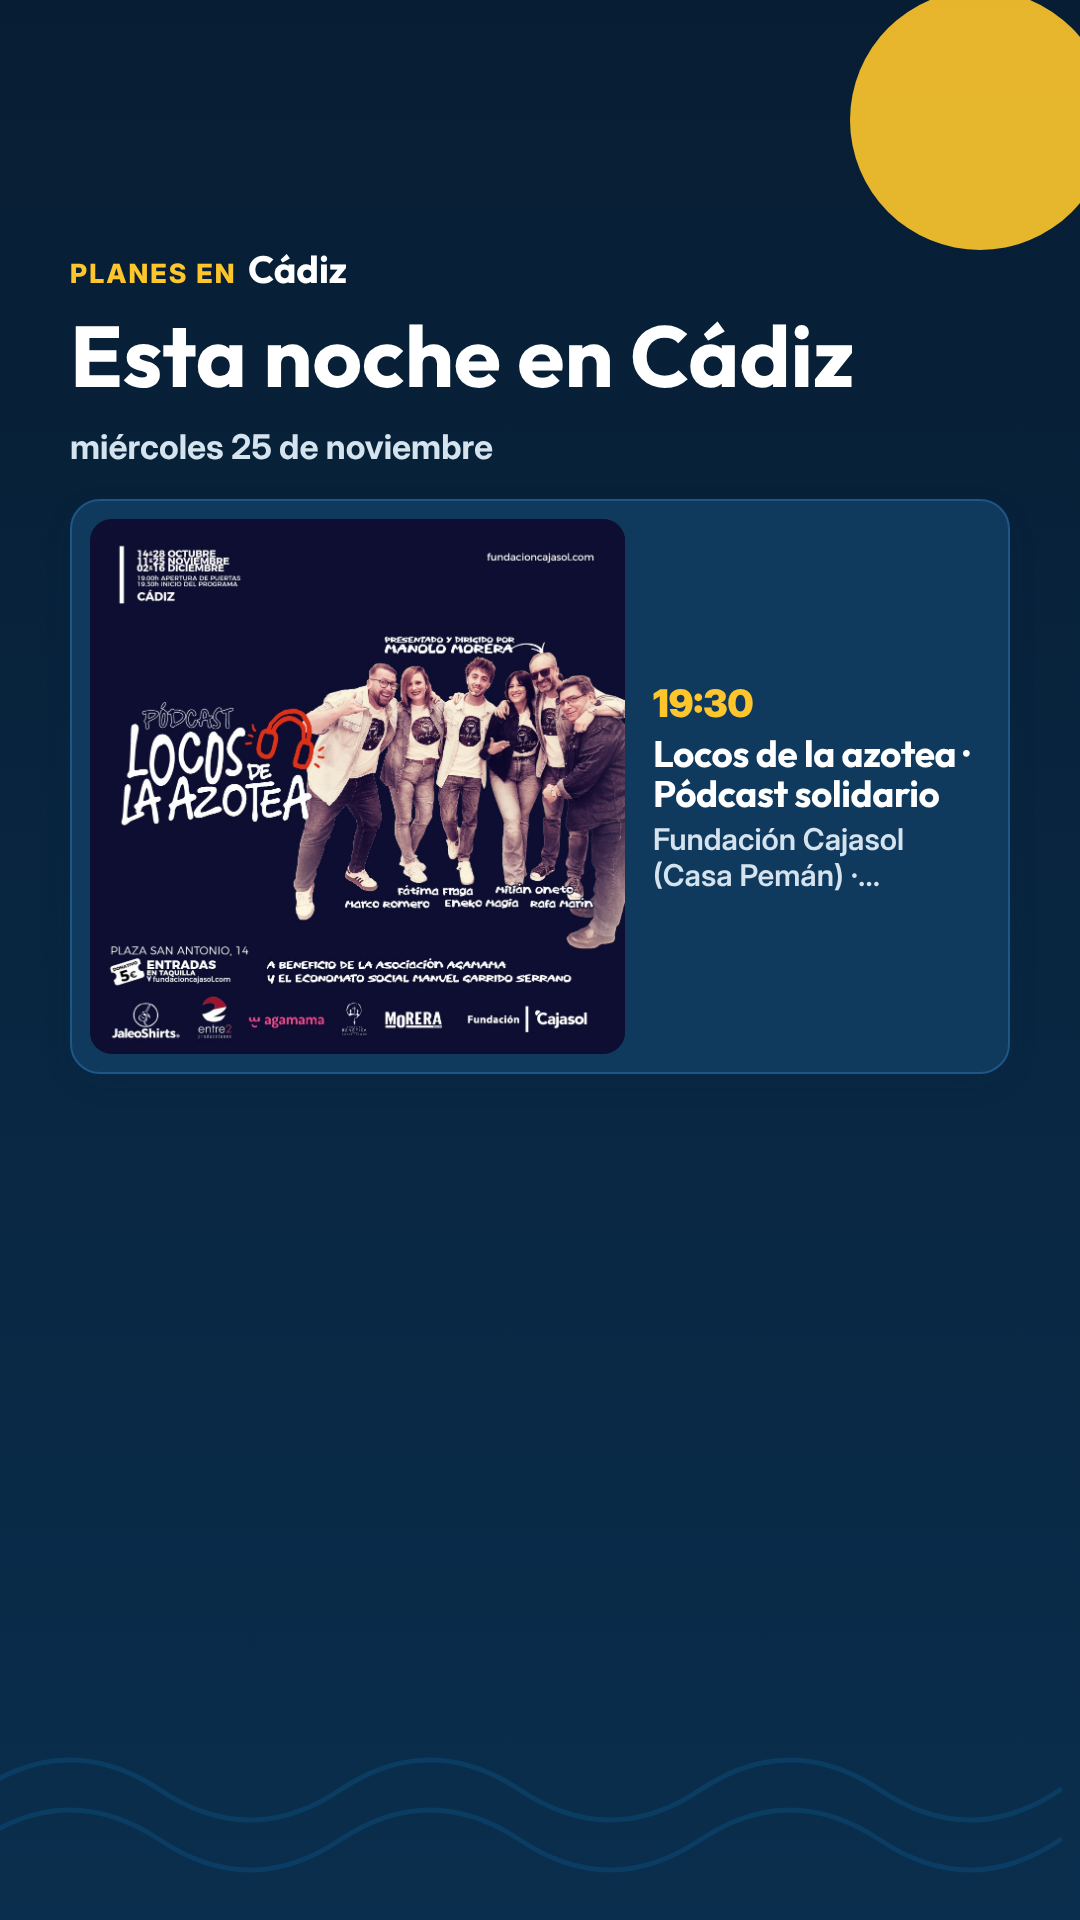 PLANES EN Cádiz
Esta noche en Cádiz
miércoles 25 de noviembre
14&28 OCTUBRE
11&25 NOVIEMBRE
02&16 DICIEMBRE
19:00h APERTURA DE PUERTAS
19:30h INICIO DEL PROGRAMA
CÁDIZ
fundacioncajasol.com
PRESENTADO Y DIRIGIDO POR
MANOLO MORERA
PÓDCAST
LOCOS
DE
LA AZOTEA
Fátima Fraga Millán Oneto
Marco Romero Eneko Magia Rafa Marín
PLAZA SAN ANTONIO, 14
DONATIVO
5€
ENTRADAS
EN TAQUILLA
Y fundacioncajasol.com
A BENEFICIO DE LA ASOCIACIÓN AGAMAMA
Y EL ECONOMATO SOCIAL MANUEL GARRIDO SERRANO
JaleoShirts.
entre2
agamama
MORERA
Fundación Cajasol
19:30
Locos de la azotea ·
Pódcast solidario
Fundación Cajasol
(Casa Pemán) ·...